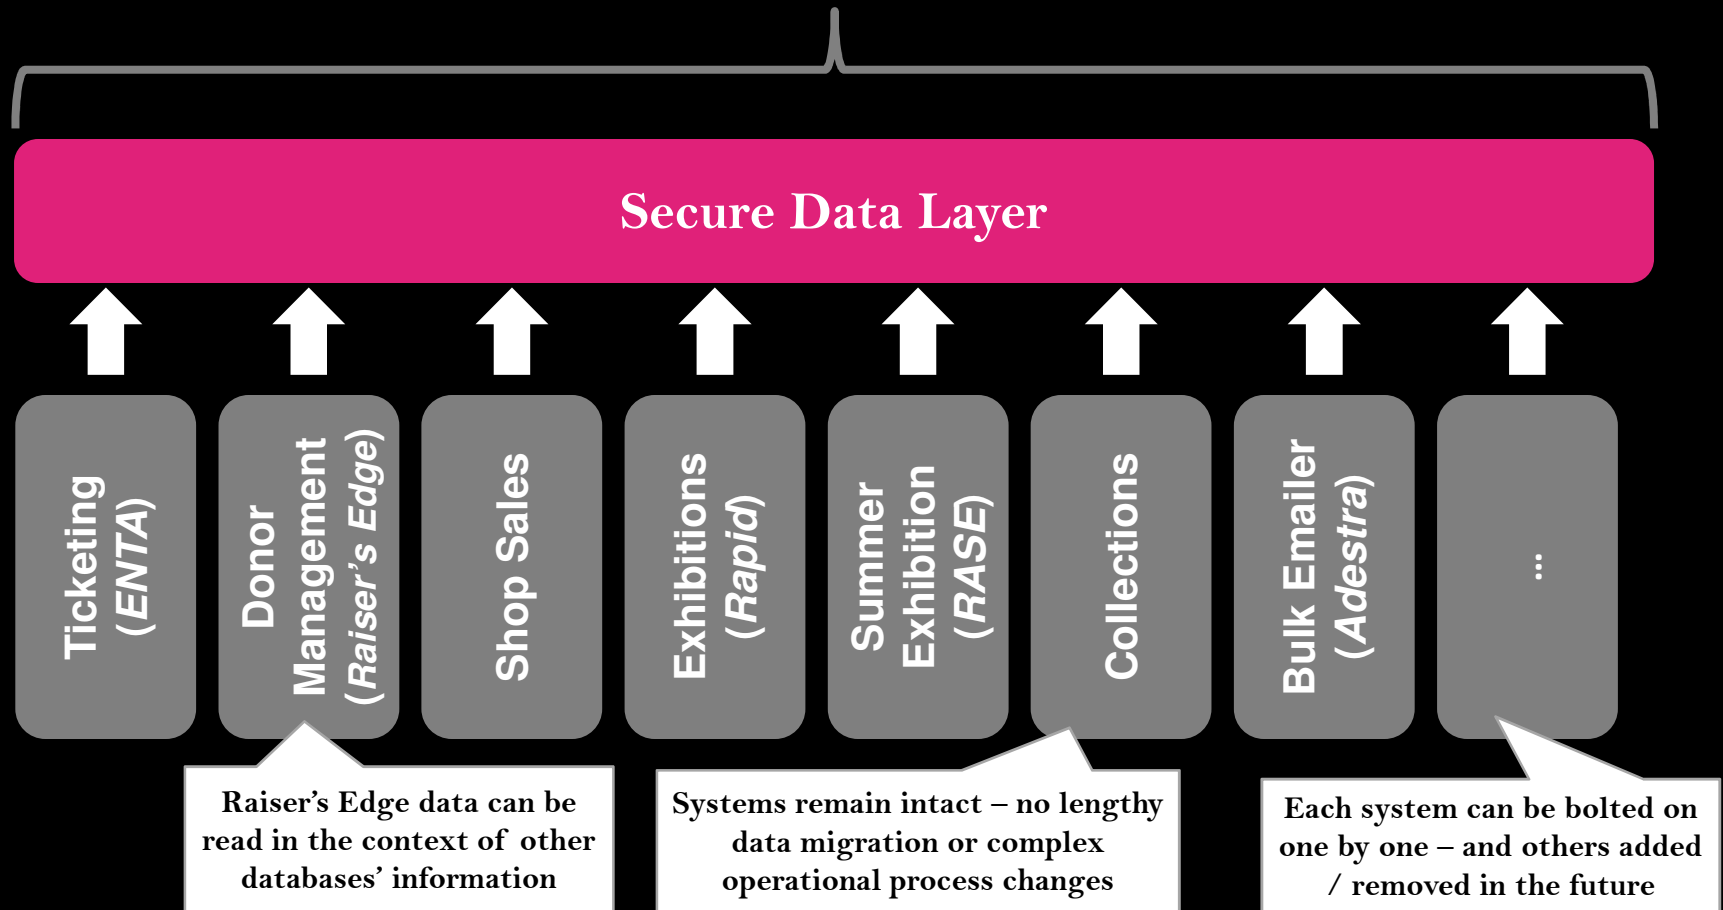 Secure Data Layer
Ticketing
(ENTA)
Donor
Management
(Raiser’s Edge)
Shop Sales
Exhibitions
(Rapid)
Summer
Exhibition
(RASE)
Collections
Bulk Emailer
(Adestra)
...
Raiser’s Edge data can be
read in the context of other
databases’ information
Systems remain intact – no lengthy
data migration or complex
operational process changes
Each system can be bolted on
one by one – and others added
/ removed in the future